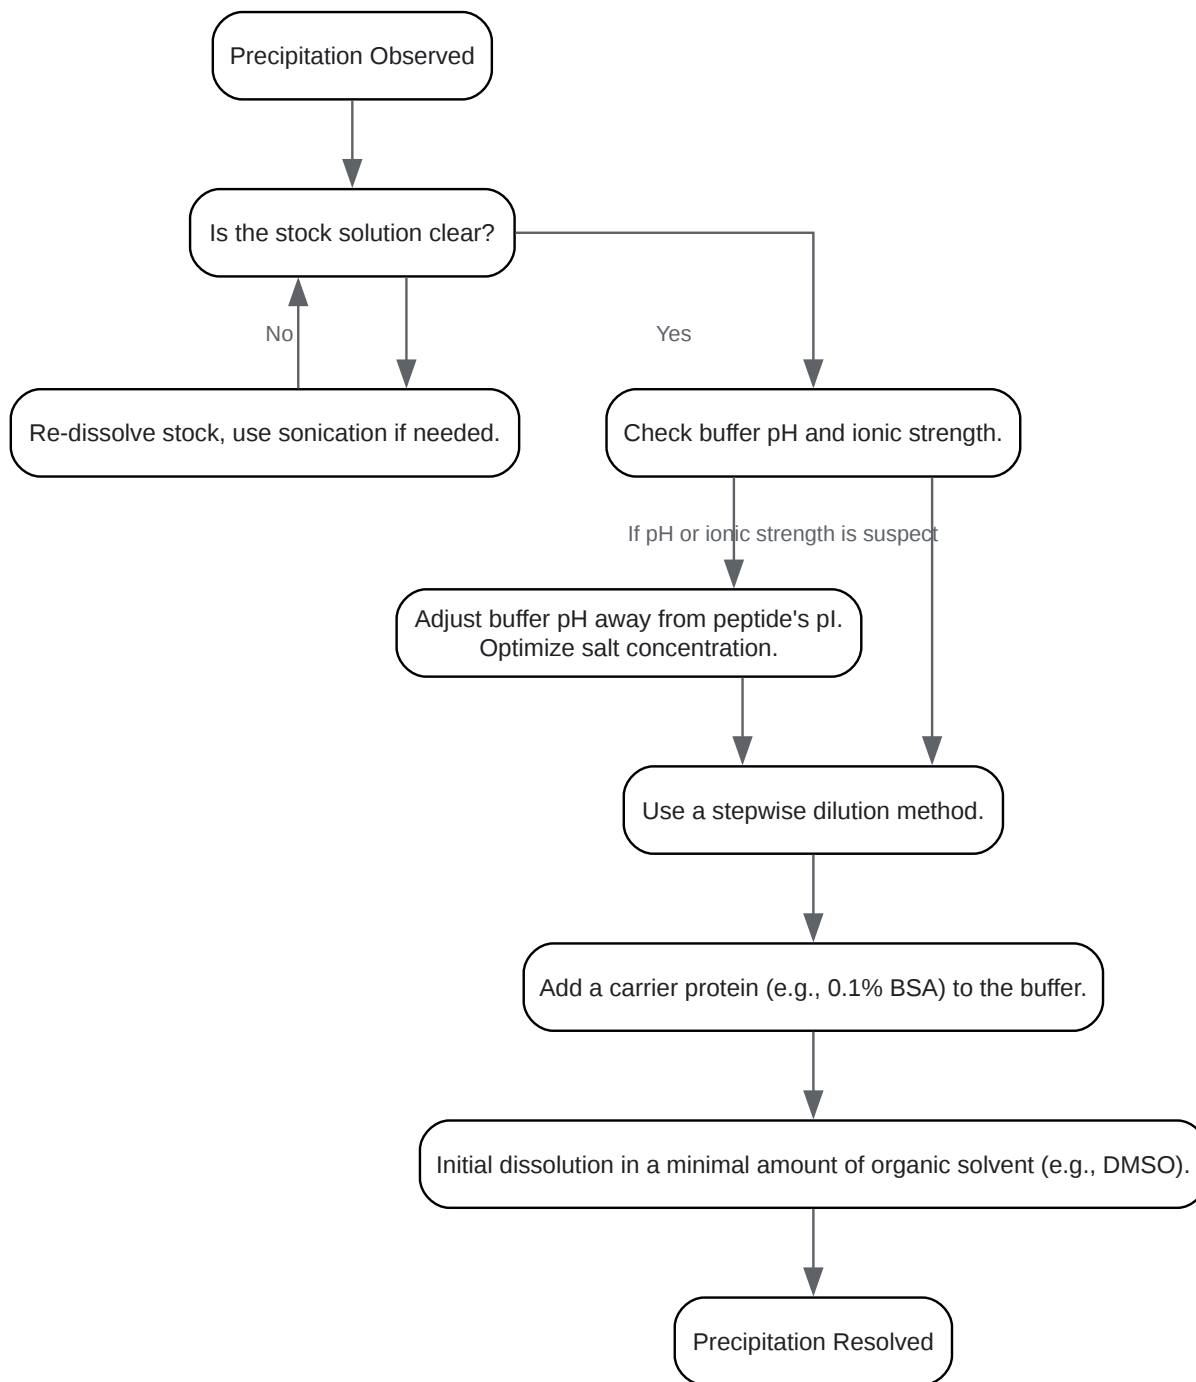 Precipitation Observed
Is the stock solution clear?
No
Yes
Re-dissolve stock, use sonication if needed.
Check buffer pH and ionic strength.
If pH or ionic strength is suspect
Adjust buffer pH away from peptide's pI.
Optimize salt concentration.
Use a stepwise dilution method.
Add a carrier protein (e.g., 0.1% BSA) to the buffer.
Initial dissolution in a minimal amount of organic solvent (e.g., DMSO).
Precipitation Resolved